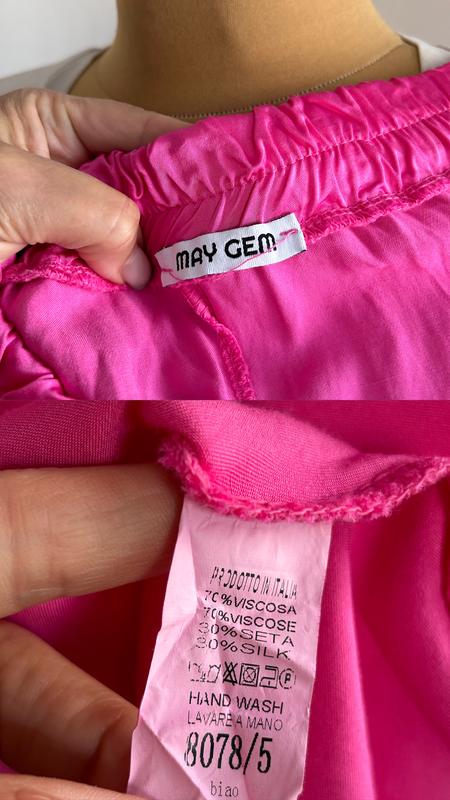 MAY GEM
PRODOTTO IN ITALIA
70%VISCOSA
70%VISCOSE
30%SETA
30%SILK
HAND WASH
LAVARE A MANO
8078/5
biao